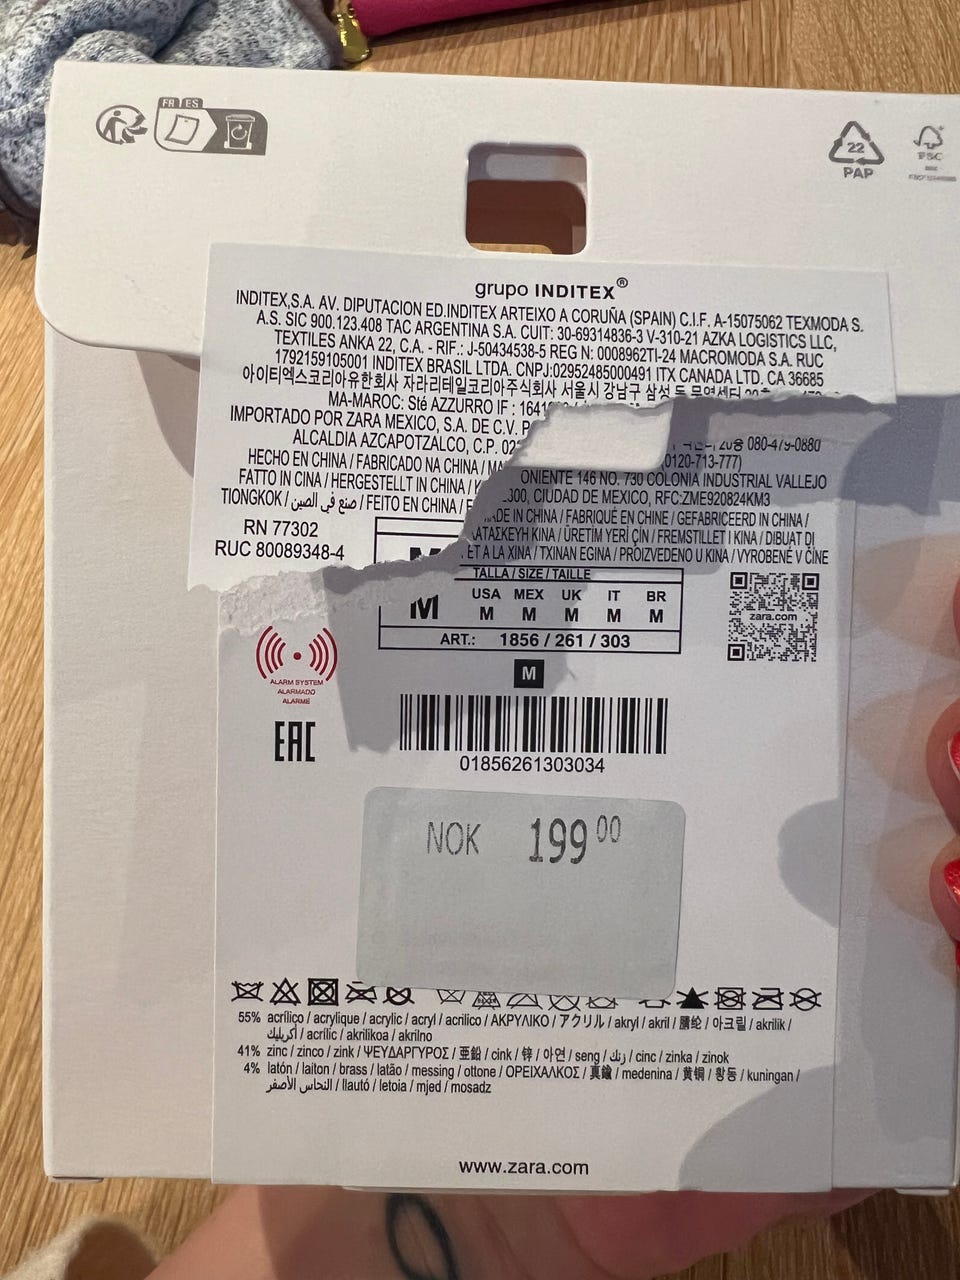 FR ES
22
PAP
FSC
grupo INDITEX®
INDITEX,S.A. AV. DIPUTACION ED.INDITEX ARTEIXO A CORUÑA (SPAIN) C.I.F. A-15075062 TEXMODA S.
A.S. SIC 900.123.408 TAC ARGENTINA S.A. CUIT: 30-69314836-3 V-310-21 AZKA LOGISTICS LLC,
TEXTILES ANKA 22, C.A. - RIF.: J-50434538-5 REG N: 0008962TI-24 MACROMODA S.A. RUC
1792159105001 INDITEX BRASIL LTDA. CNPJ:02952485000491 ITX CANADA LTD. CA 36685
아이티엑스코리아유한회사 자라리테일코리아주식회사 서울시 강남구 삼성
20층 080-479-0880
MA-MAROC: Sté AZZURRO IF :
(0120-713-777)
IMPORTADO POR ZARA MEXICO, S.A. DE C.V.
ONIENTE 146 NO. 730 COLONIA INDUSTRIAL VALLEJO
ALCALDIA AZCAPOTZALCO, C.P.
CIUDAD DE MEXICO, RFC:ZME920824KM3
HECHO EN CHINA / FABRICADO NA CHINA /
IN CHINA / FABRIQUÉ EN CHINE / GEFABRICEERD IN CHINA /
FATTO IN CINA / HERGESTELLT IN CHINA /
KINA / ÜRETİM YERİ ÇİN / FREMSTILLET I KINA / DIBUAT DI
TIONGKOK / صنع في الصين / FEITO EN CHINA /
A LA XINA / TXINAN EGINA / PROIZVEDENO U KINA / VYROBENÉ V ČÍNE
RN 77302
RUC 80089348-4
TALLA / SIZE / TAILLE
M
USA MEX UK IT BR
M M M M M
ART.: 1856 / 261 / 303
zara.com
M
ALARM SYSTEM
ALARMADO
ALARME
EAC
01856261303034
NOK 199 00
55% acrílico / acrylique / acrylic / acryl / acrilico / ΑΚΡΥΛΙΚΟ / アクリル / akryl / akril / 腈纶 / 아크릴 / akrilik /
أكريليك / acrílic / akrilikoa / akrilno
41% zinc / zinco / zink / ΨΕΥΔΑΡΓΥΡΟΣ / 亜鉛 / cink / 锌 / 아연 / seng / زنك / cinc / zinka / zinok
4% latón / laiton / brass / latão / messing / ottone / ΟΡΕΙΧΑΛΚΟΣ / 真鍮 / medenina / 黄铜 / 황동 / kuningan /
النحاس الأصفر / llautó / letoia / mjed / mosadz
www.zara.com